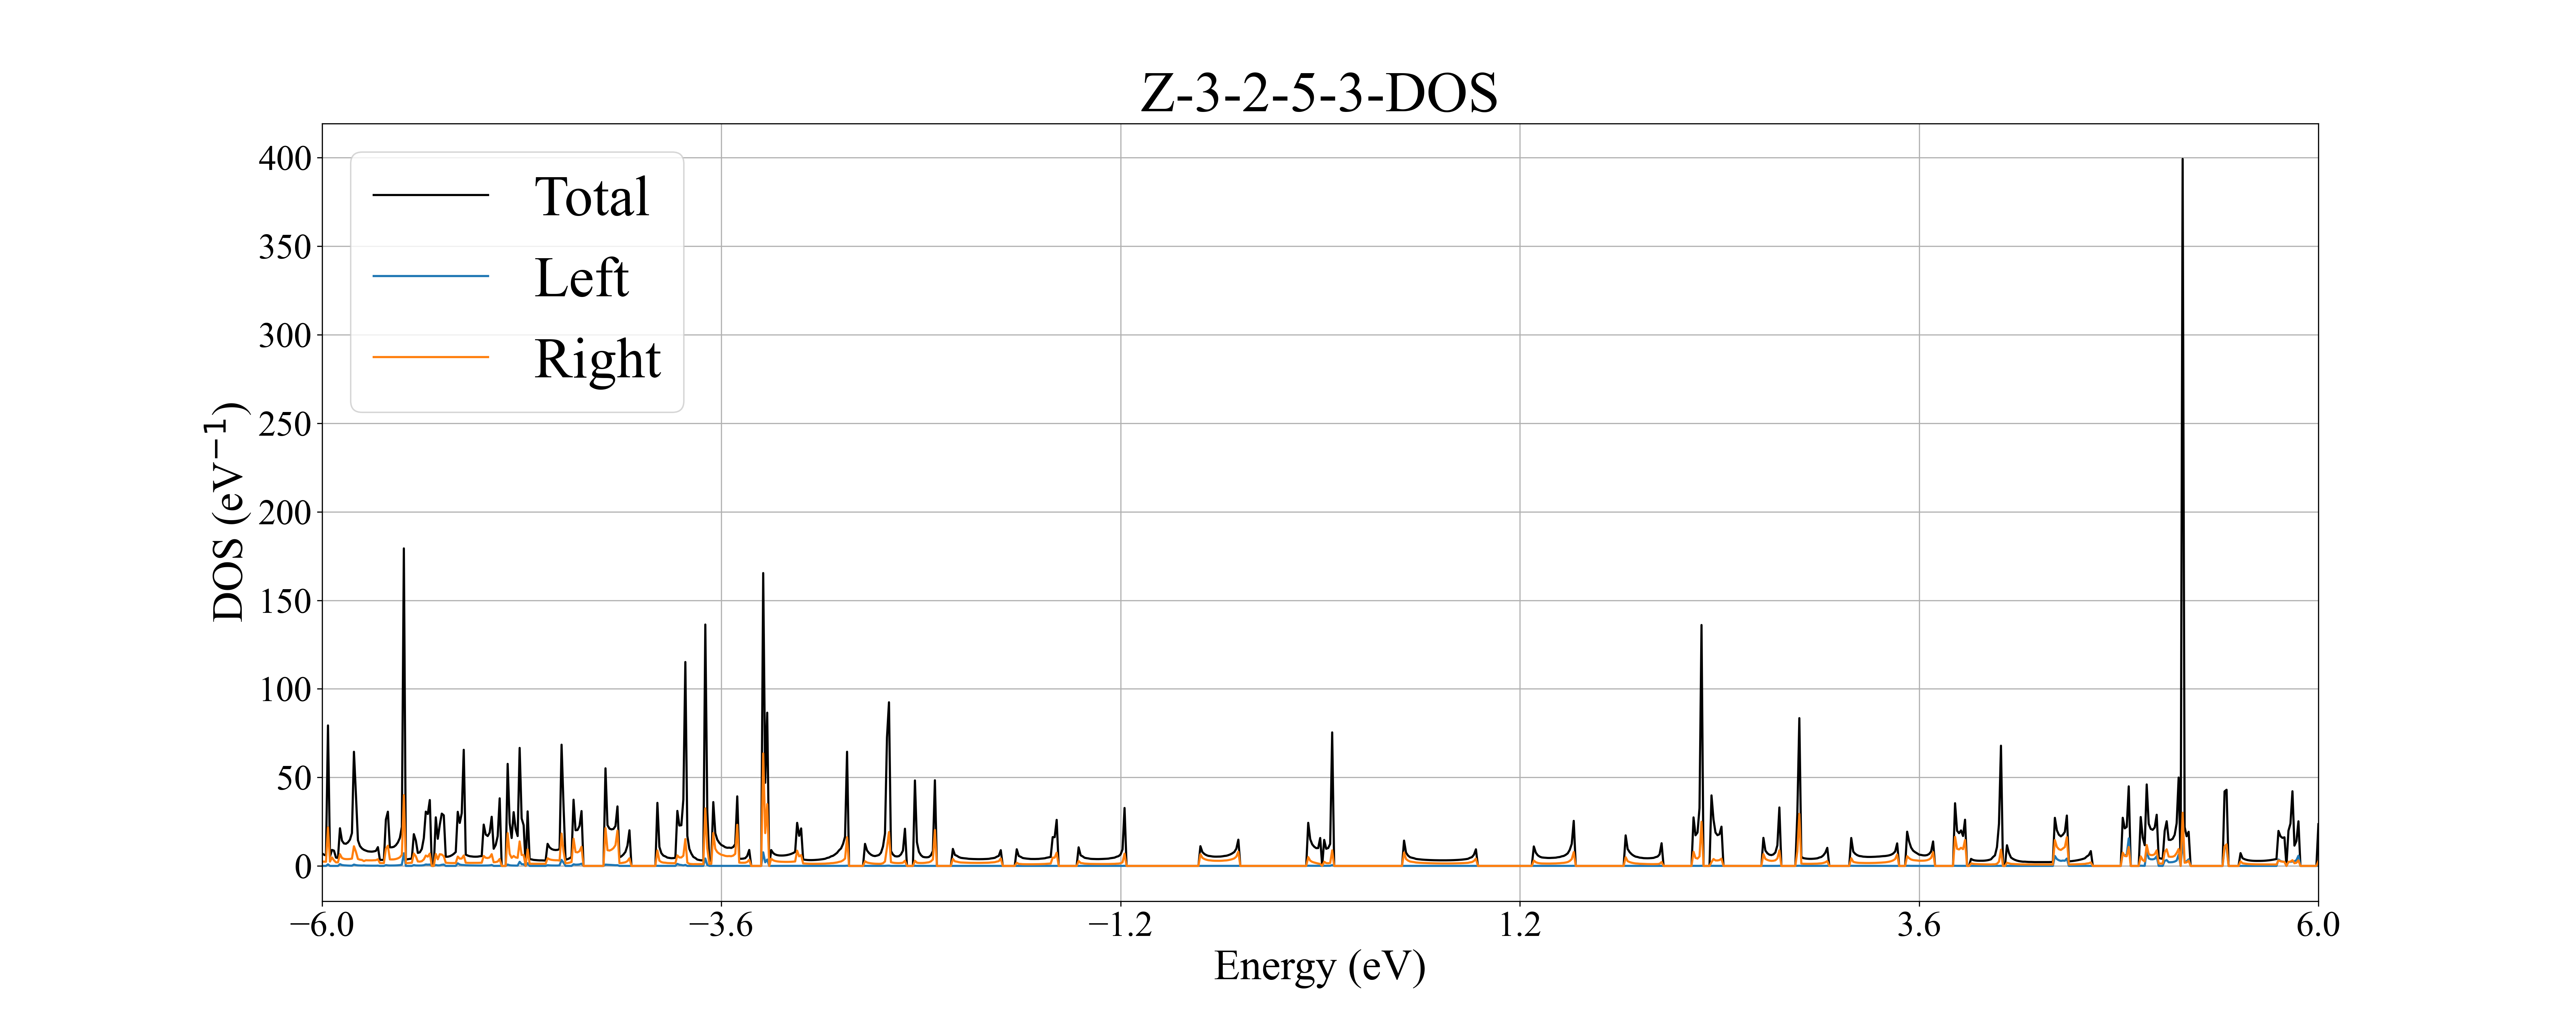 Z-3-2-5-3-DOS
Total
Left
Right
400
350
300
250
200
150
100
50
0
DOS (eV⁻¹)
−6.0
−3.6
−1.2
1.2
3.6
6.0
Energy (eV)